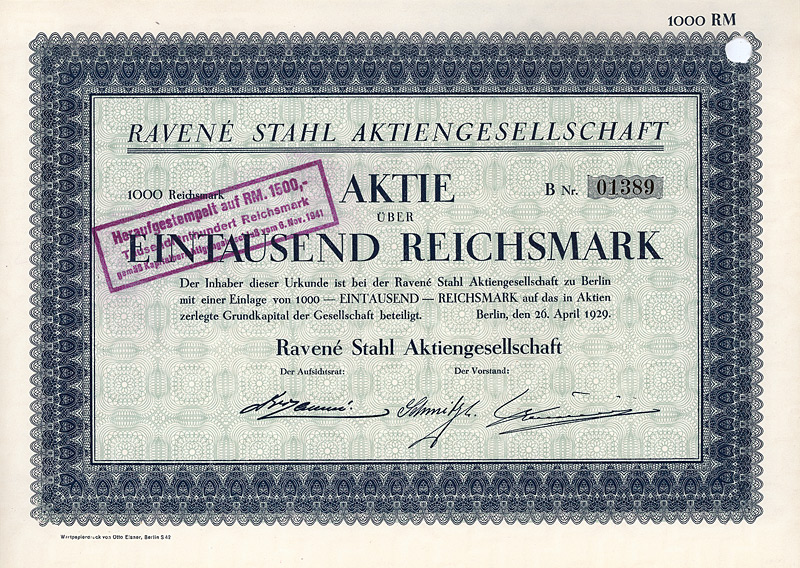 1000 RM
RAVENÉ STAHL AKTIENGESELLSCHAFT
1000 Reichsmark
AKTIE
B Nr. 01389
ÜBER
EINTAUSEND REICHSMARK
Heraufgestempelt auf RM. 1500,-
Tausendfünfhundert Reichsmark
gemäß vom 6. Nov. 1941
Der Inhaber dieser Urkunde ist bei der Ravené Stahl Aktiengesellschaft zu Berlin
mit einer Einlage von 1000 — EINTAUSEND — REICHSMARK auf das in Aktien
zerlegte Grundkapital der Gesellschaft beteiligt. Berlin, den 26. April 1929.
Ravené Stahl Aktiengesellschaft
Der Aufsichtsrat: Der Vorstand:
Wertpapierdruck von Otto Elsner, Berlin S 42